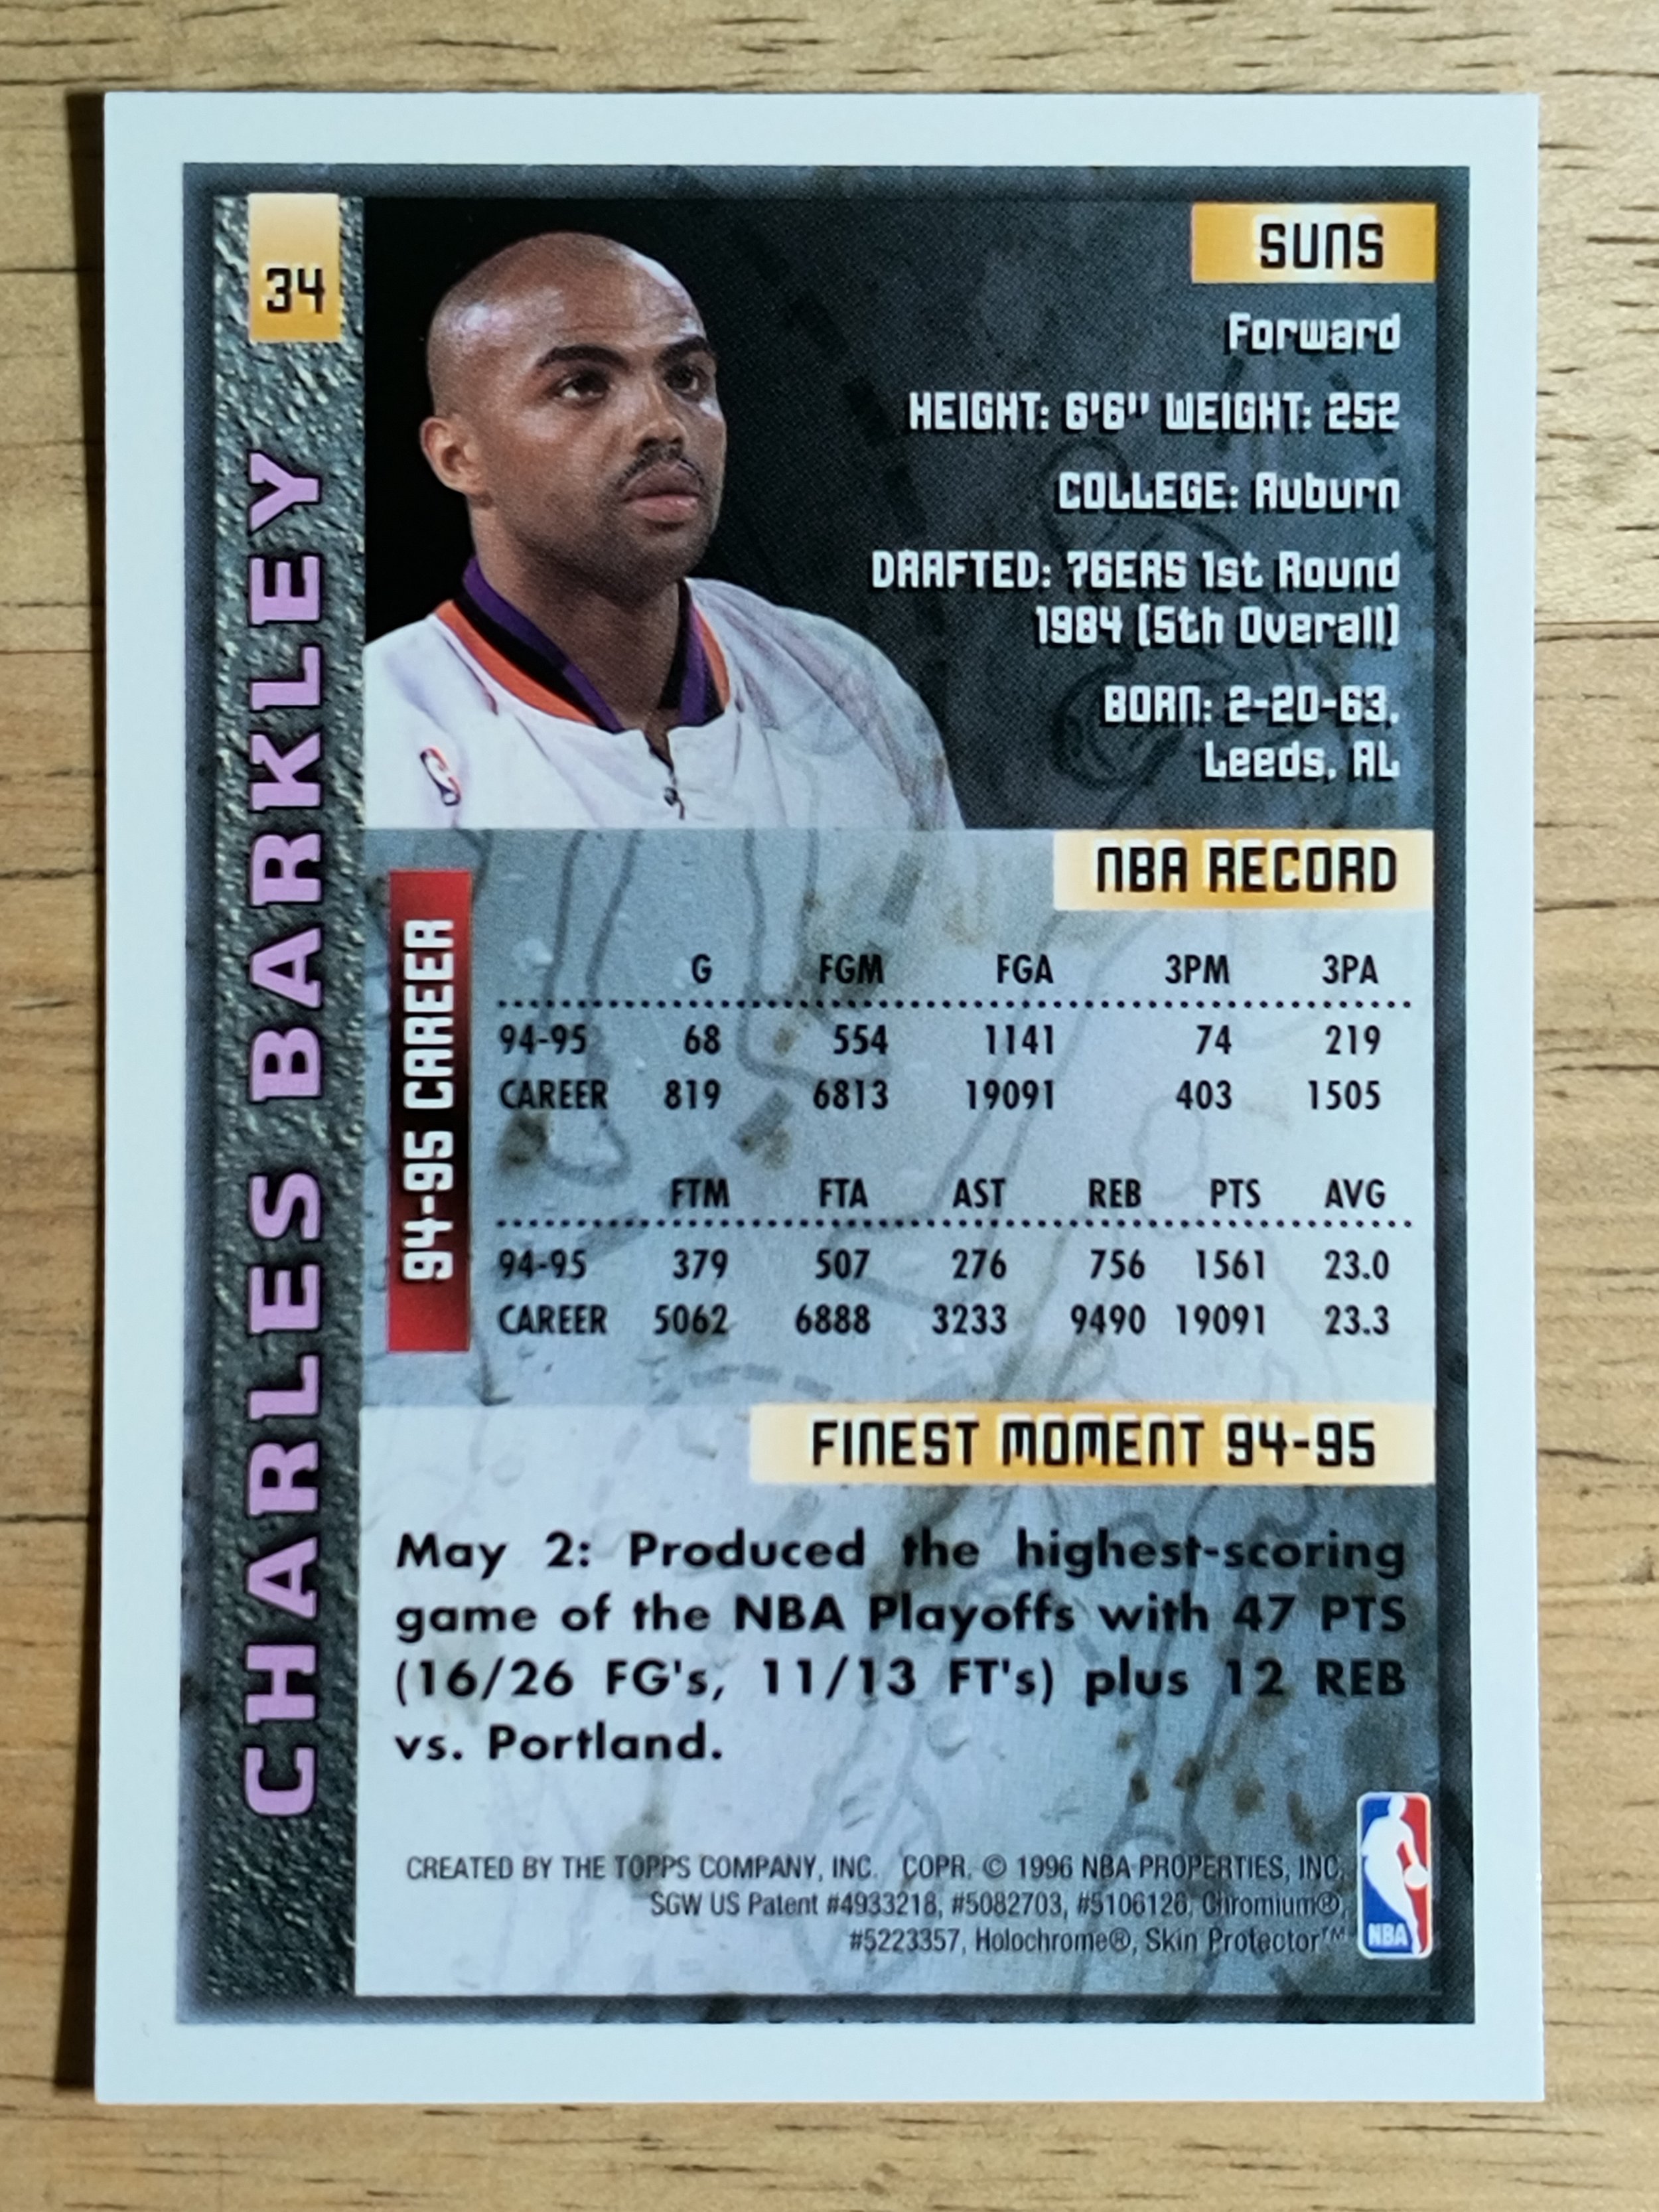 34
CHARLES BARKLEY
SUNS
Forward
HEIGHT: 6'6" WEIGHT: 252
COLLEGE: Auburn
DRAFTED: 76ERS 1st Round
1984 (5th Overall)
BORN: 2-20-63,
Leeds, AL
NBA RECORD
94-95 CAREER
G FGM FGA 3PM 3PA
94-95 68 554 1141 74 219
CAREER 819 6813 19091 403 1505
FTM FTA AST REB PTS AVG
94-95 379 507 276 756 1561 23.0
CAREER 5062 6888 3233 9490 19091 23.3
FINEST MOMENT 94-95
May 2: Produced the highest-scoring
game of the NBA Playoffs with 47 PTS
(16/26 FG's, 11/13 FT's) plus 12 REB
vs. Portland.
CREATED BY THE TOPPS COMPANY, INC. COPR. © 1996 NBA PROPERTIES, INC.
SGW US Patent #4933218, #5082703, #5106126, Chromium®,
#5223357, Holochrome®, Skin Protector™
NBA